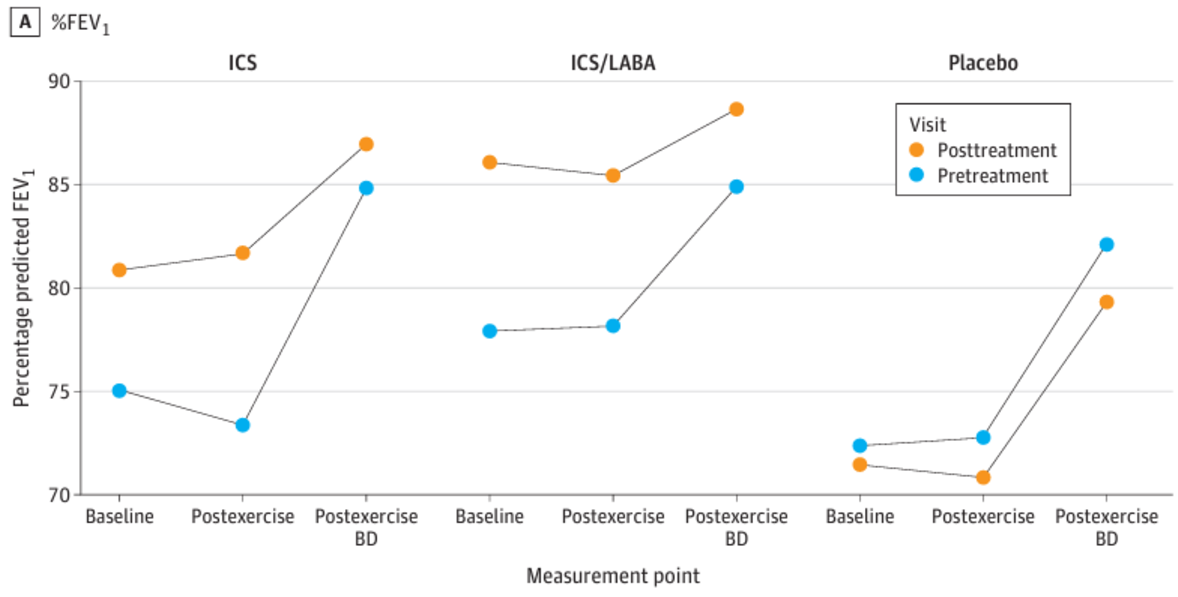 A %FEV1
ICS ICS/LABA Placebo
90
85
80
75
70
Percentage predicted FEV1
Visit
Posttreatment
Pretreatment
Baseline Postexercise Postexercise BD Baseline Postexercise Postexercise BD Baseline Postexercise Postexercise BD
Measurement point